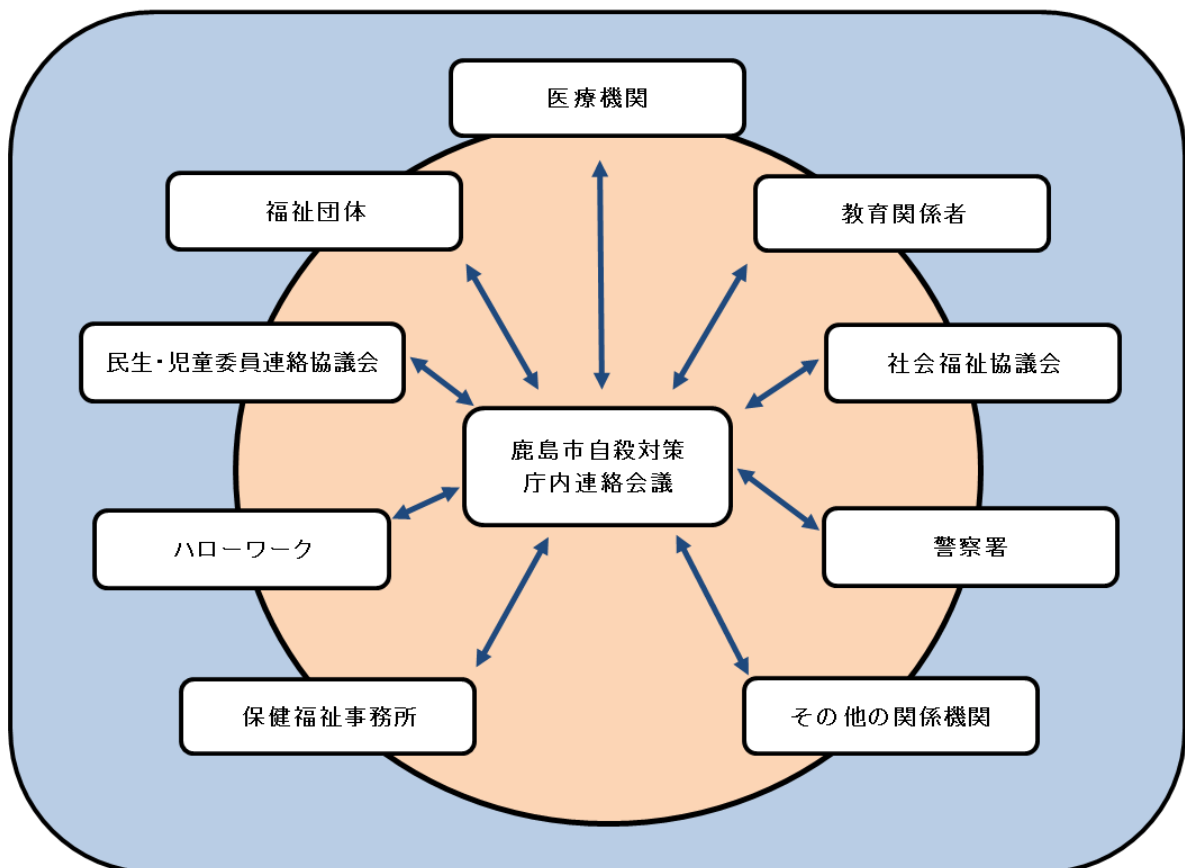 医療機関
福祉団体
教育関係者
民生・児童委員連絡協議会
社会福祉協議会
鹿島市自殺対策
庁内連絡会議
ハローワーク
警察署
保健福祉事務所
その他の関係機関